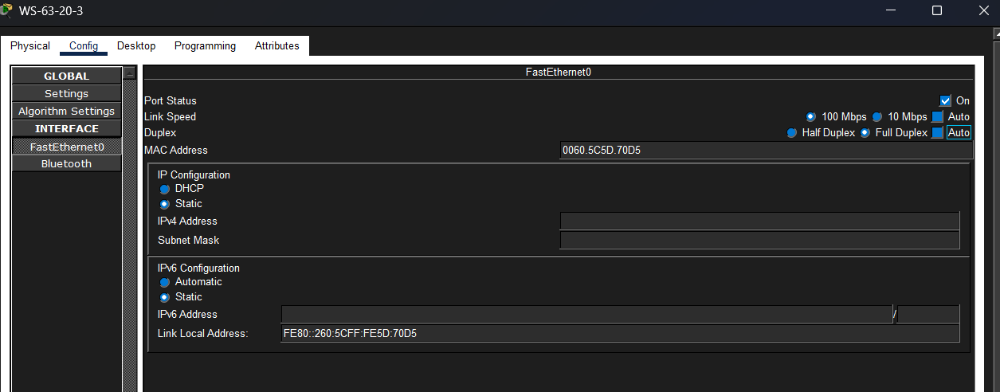 WS-63-20-3
Physical Config Desktop Programming Attributes
GLOBAL
Settings
Algorithm Settings
INTERFACE
FastEthernet0
Bluetooth
FastEthernet0
Port Status On
Link Speed 100 Mbps 10 Mbps Auto
Duplex Half Duplex Full Duplex Auto
MAC Address 0060.5C5D.70D5
IP Configuration
DHCP
Static
IPv4 Address
Subnet Mask
IPv6 Configuration
Automatic
Static
IPv6 Address /
Link Local Address: FE80::260:5CFF:FE5D:70D5